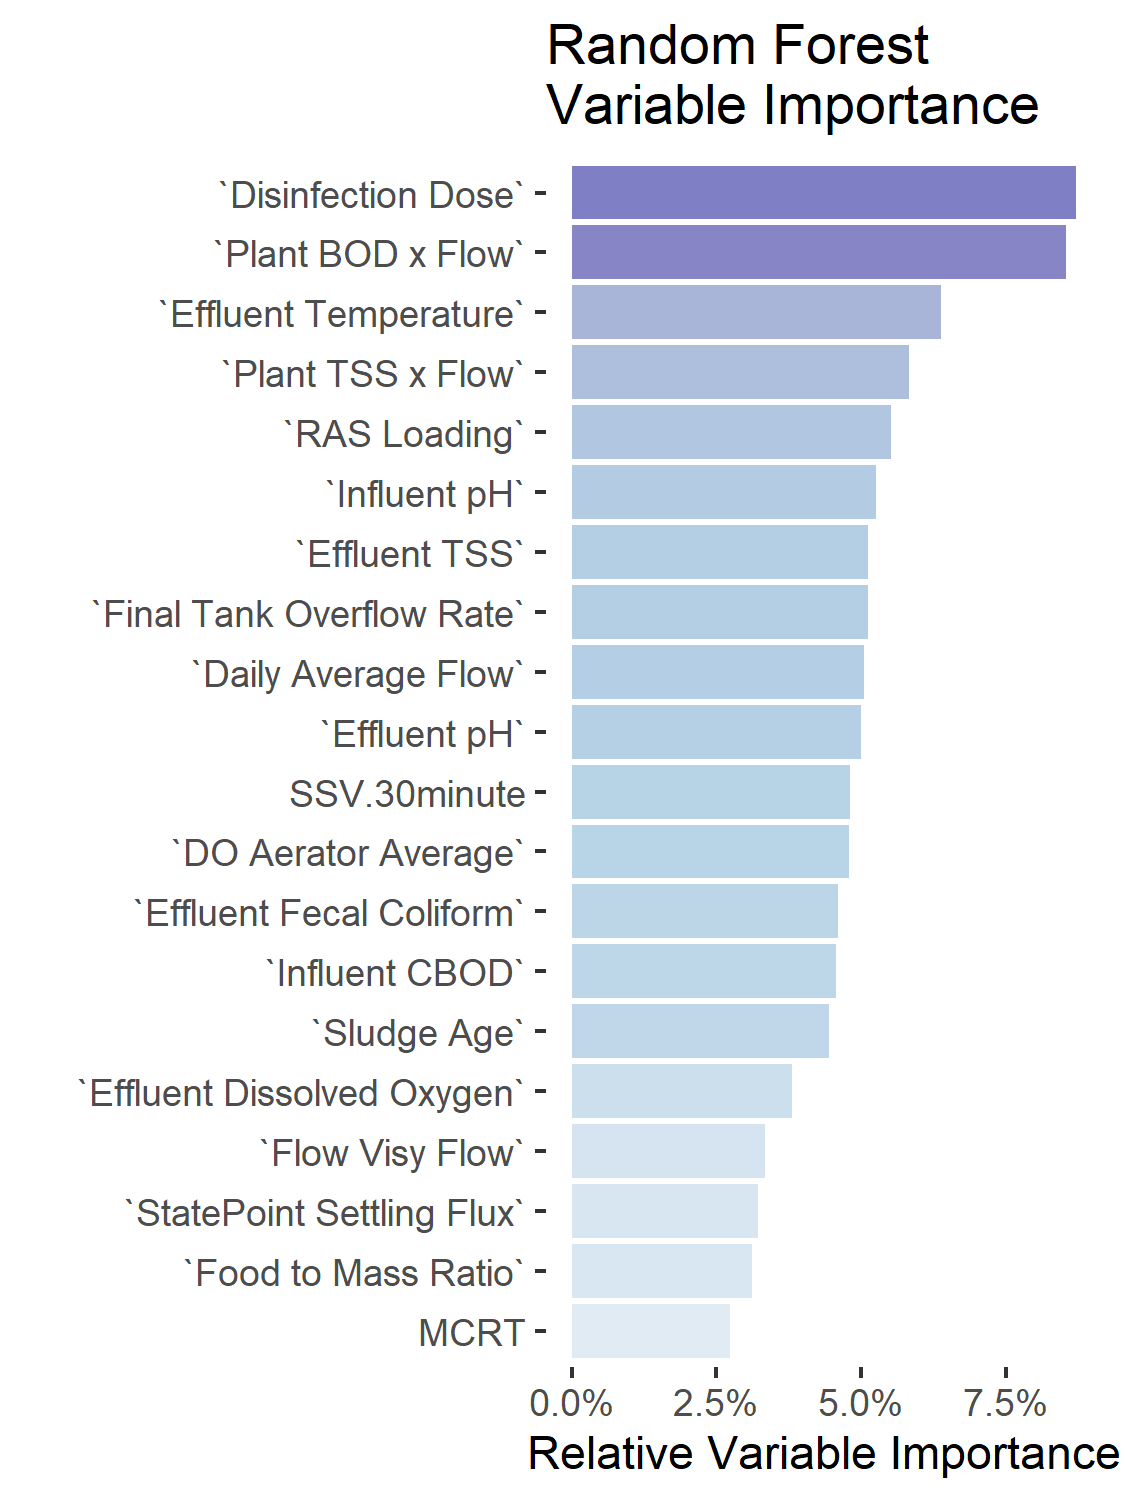 Random Forest
Variable Importance
`Disinfection Dose`
`Plant BOD x Flow`
`Effluent Temperature`
`Plant TSS x Flow`
`RAS Loading`
`Influent pH`
`Effluent TSS`
`Final Tank Overflow Rate`
`Daily Average Flow`
`Effluent pH`
SSV.30minute
`DO Aerator Average`
`Effluent Fecal Coliform`
`Influent CBOD`
`Sludge Age`
`Effluent Dissolved Oxygen`
`Flow Visy Flow`
`StatePoint Settling Flux`
`Food to Mass Ratio`
MCRT
0.0% 2.5% 5.0% 7.5%
Relative Variable Importance